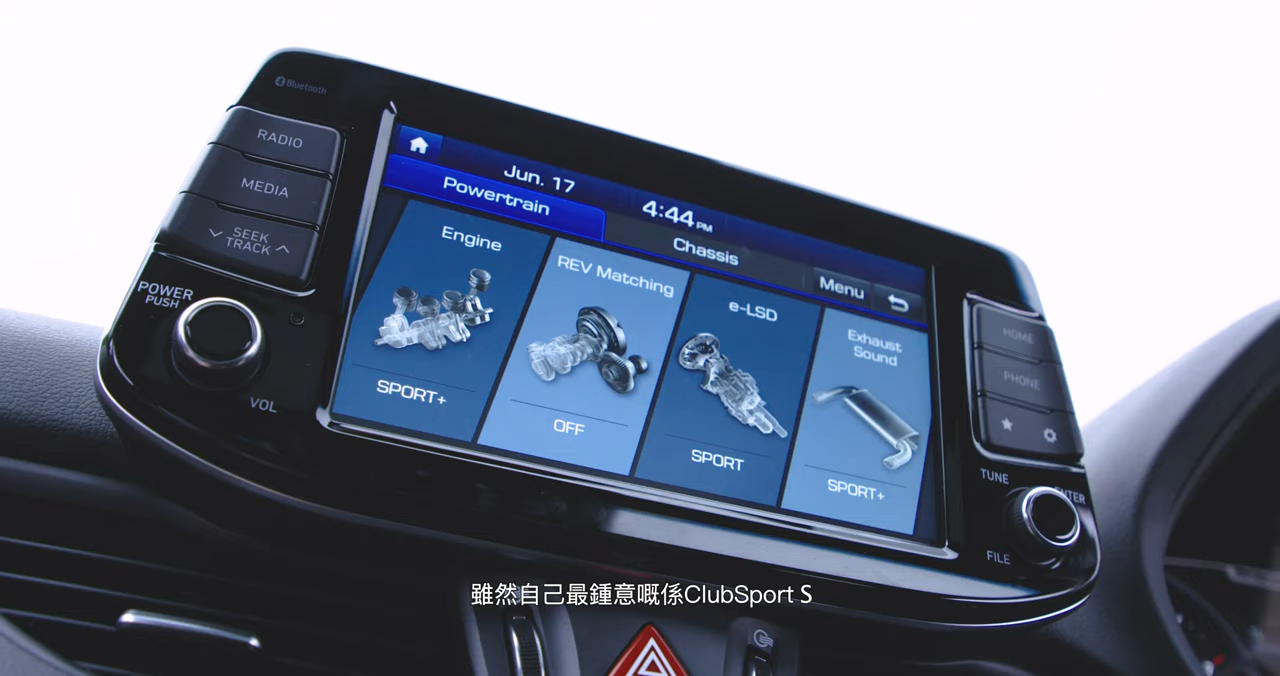 Bluetooth
RADIO
MEDIA
SEEK
TRACK
POWER
PUSH
VOL
Jun. 17
4:44 PM
Powertrain
Chassis
Menu
Engine
SPORT+
REV Matching
OFF
e-LSD
SPORT
Exhaust
Sound
SPORT+
HOME
PHONE
TUNE
ENTER
FILE
雖然自己最鍾意嘅係ClubSport S